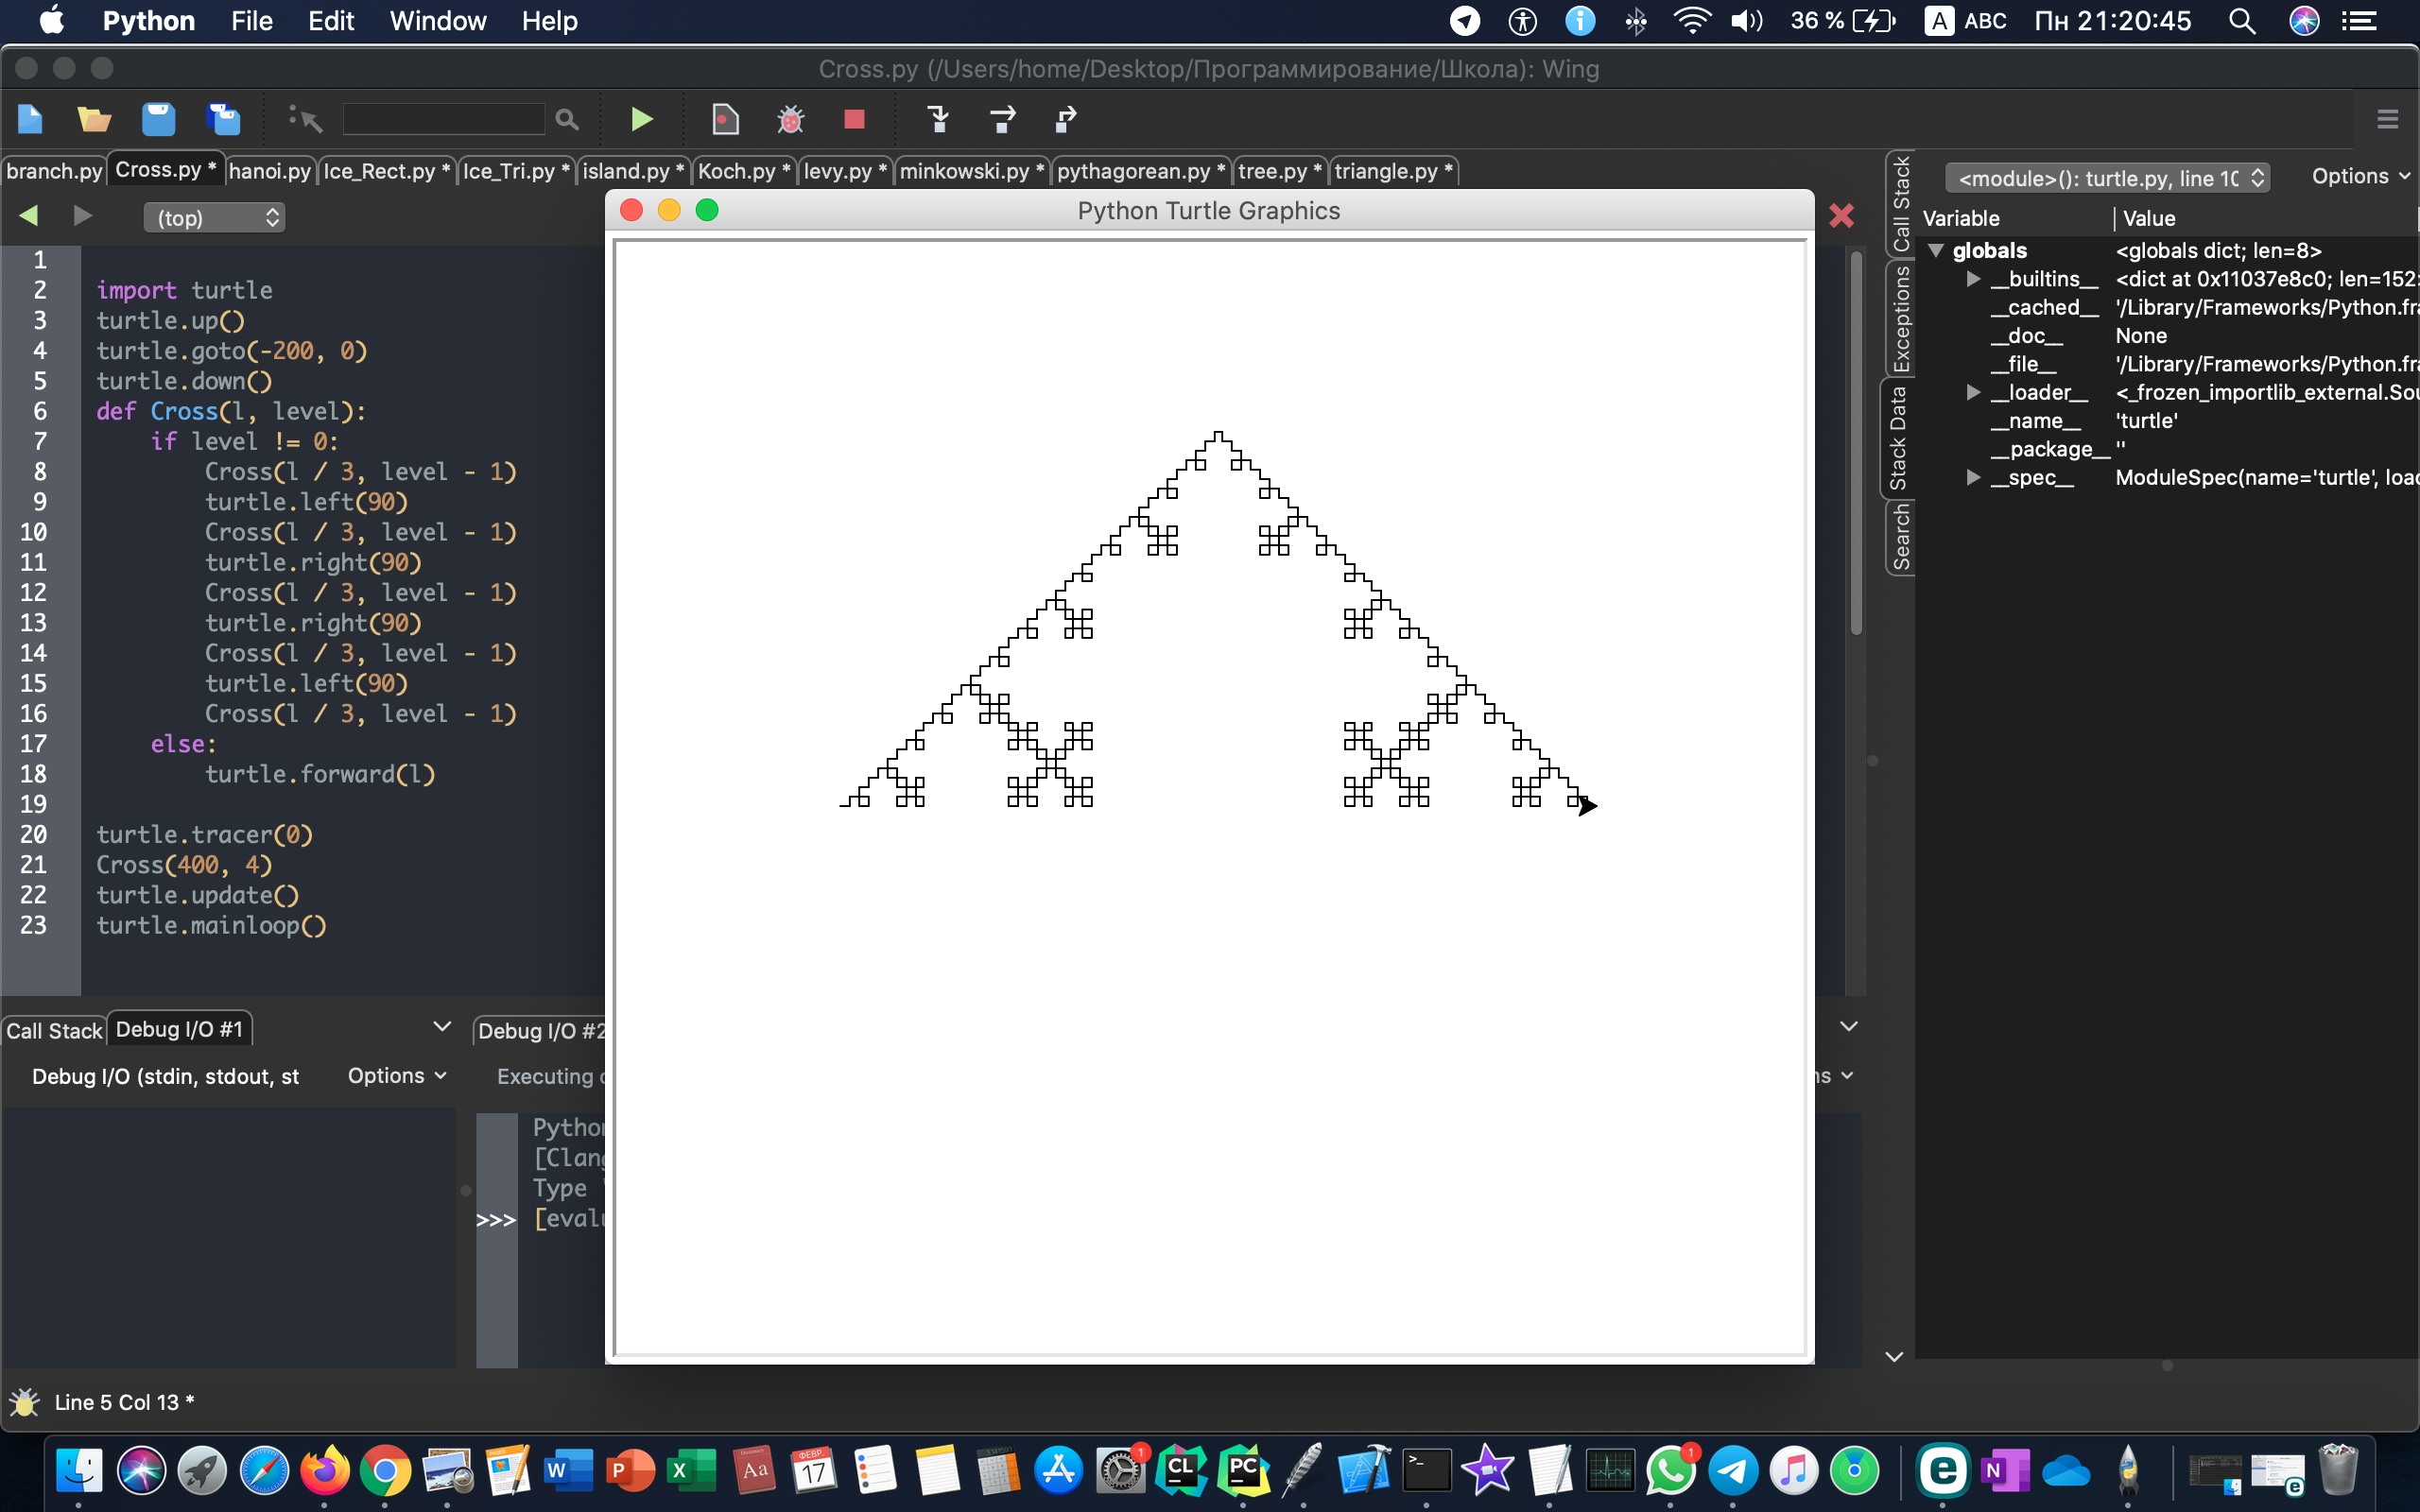 Python File Edit Window Help 36 % A ABC Пн 21:20:45
Cross.py (/Users/home/Desktop/Программирование/Школа): Wing
branch.py Cross.py * hanoi.py Ice_Rect.py * Ice_Tri.py * island.py * Koch.py * levy.py * minkowski.py * pythagorean.py * tree.py * triangle.py *
(top)
Python Turtle Graphics
1
2 import turtle
3 turtle.up()
4 turtle.goto(-200, 0)
5 turtle.down()
6 def Cross(l, level):
7 if level != 0:
8 Cross(l / 3, level - 1)
9 turtle.left(90)
10 Cross(l / 3, level - 1)
11 turtle.right(90)
12 Cross(l / 3, level - 1)
13 turtle.right(90)
14 Cross(l / 3, level - 1)
15 turtle.left(90)
16 Cross(l / 3, level - 1)
17 else:
18 turtle.forward(l)
19
20 turtle.tracer(0)
21 Cross(400, 4)
22 turtle.update()
23 turtle.mainloop()
Call Stack
Exceptions
Stack Data
Search
<module>(): turtle.py, line 10 Options
Variable Value
globals <globals dict; len=8>
__builtins__ <dict at 0x11037e8c0; len=152
__cached__ '/Library/Frameworks/Python.fr
__doc__ None
__file__ '/Library/Frameworks/Python.fr
__loader__ <_frozen_importlib_external.Sou
__name__ 'turtle'
__package__ ''
__spec__ ModuleSpec(name='turtle', load
Call Stack Debug I/O #1 Debug I/O #2
Debug I/O (stdin, stdout, st Options Executing
Pytho
[Clan
Type
>>> [eval
Line 5 Col 13 *
W P X Aa ФЕВР. 17 1 CL PC >_ 1 e N e